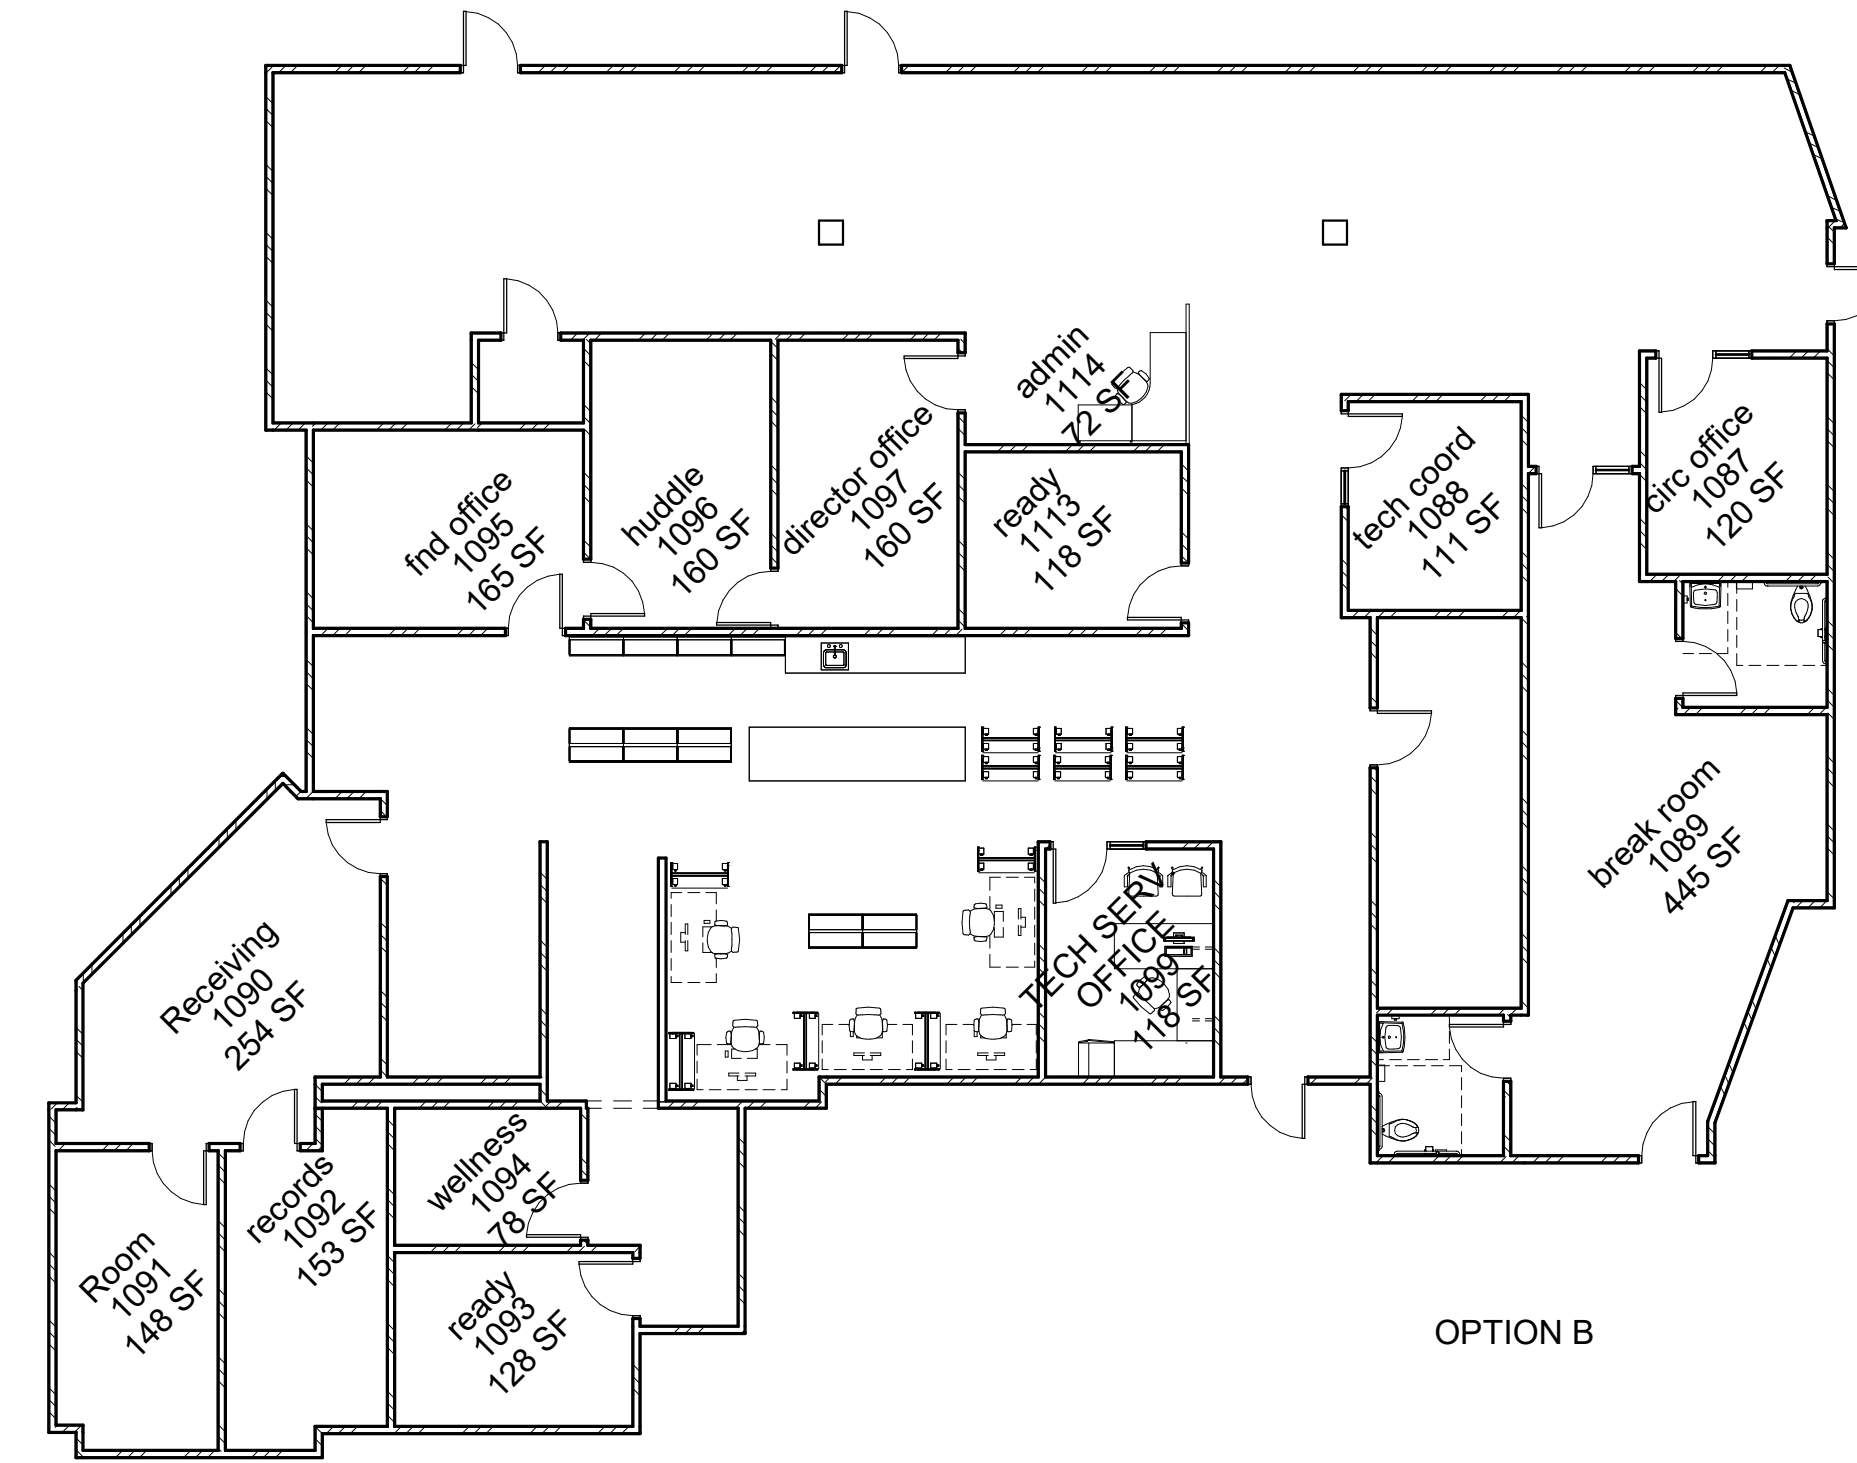 admin
1114
72 SF
circ office
1087
120 SF
director office
1097
160 SF
tech coord
1088
111 SF
huddle
1096
160 SF
ready
1113
118 SF
fnd office
1095
165 SF
break room
1089
445 SF
TECH SERV
OFFICE
1099
118 SF
Receiving
1090
254 SF
wellness
1094
78 SF
records
1092
153 SF
Room
1091
148 SF
ready
1093
128 SF
OPTION B